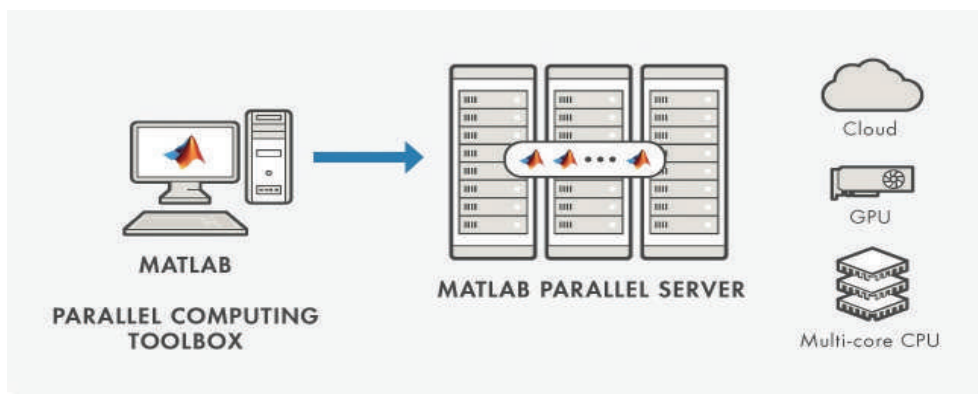 MATLAB
PARALLEL COMPUTING
TOOLBOX
MATLAB PARALLEL SERVER
Cloud
GPU
Multi-core CPU